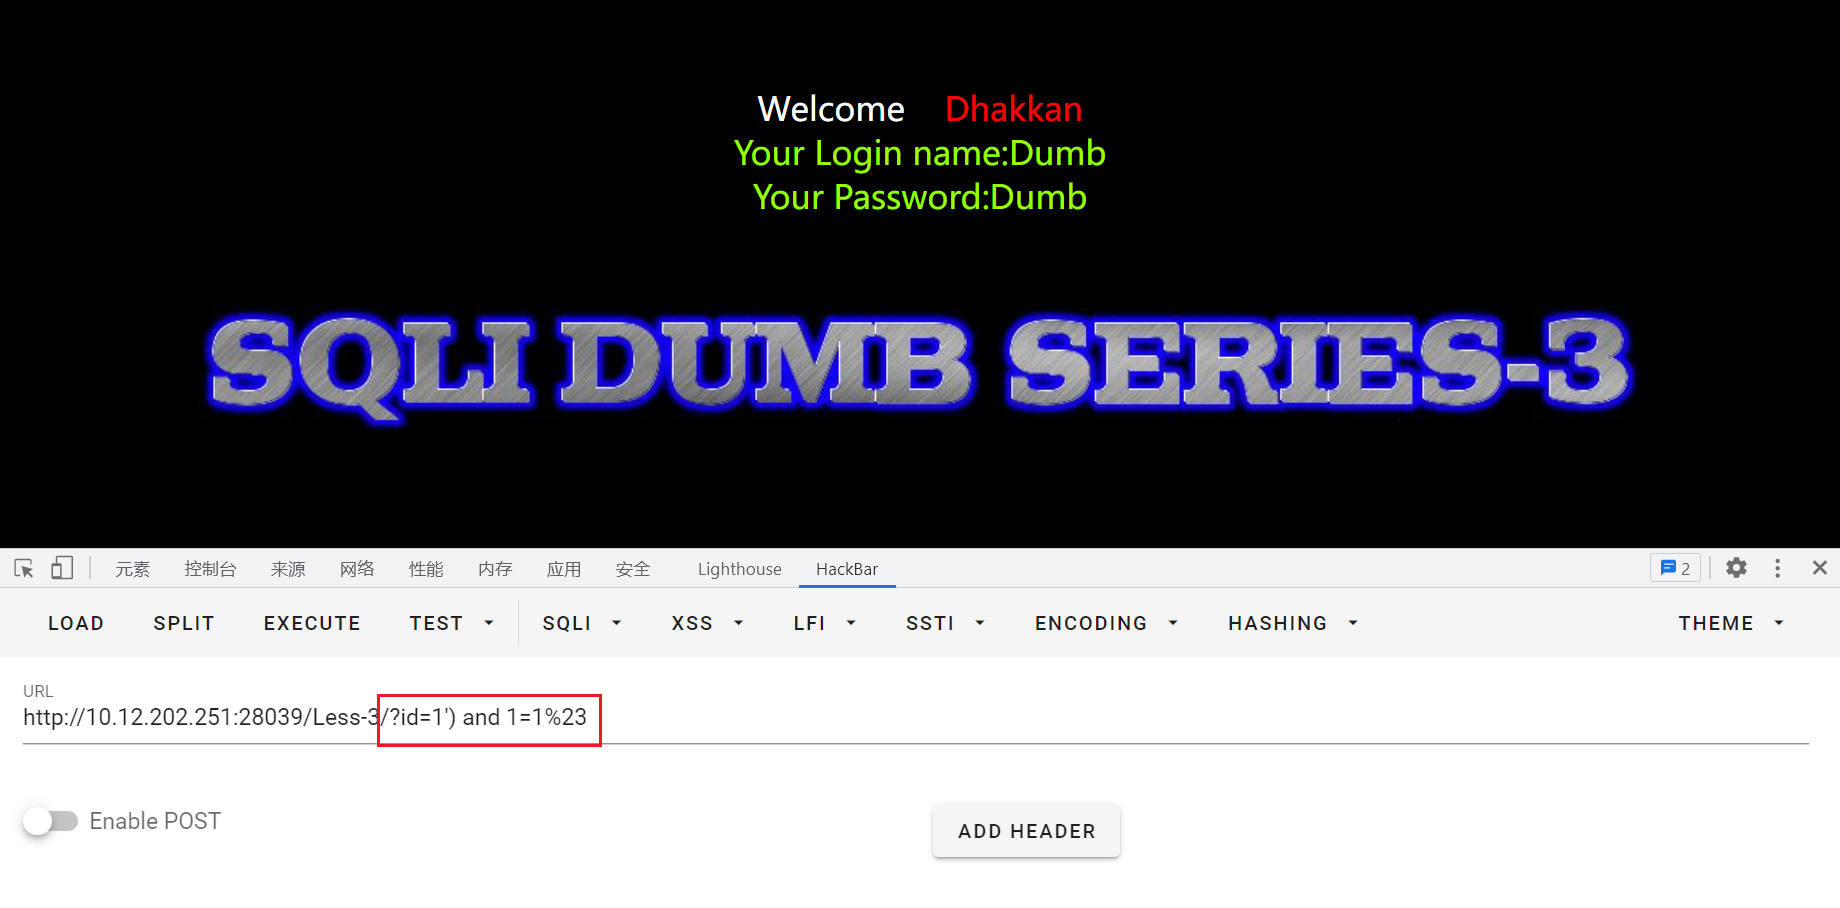 Welcome Dhakkan
Your Login name:Dumb
Your Password:Dumb
SQLI DUMB SERIES-3
元素 控制台 来源 网络 性能 内存 应用 安全 Lighthouse HackBar 2
LOAD SPLIT EXECUTE TEST SQLI XSS LFI SSTI ENCODING HASHING THEME
URL
http://10.12.202.251:28039/Less-3/?id=1') and 1=1%23
Enable POST ADD HEADER